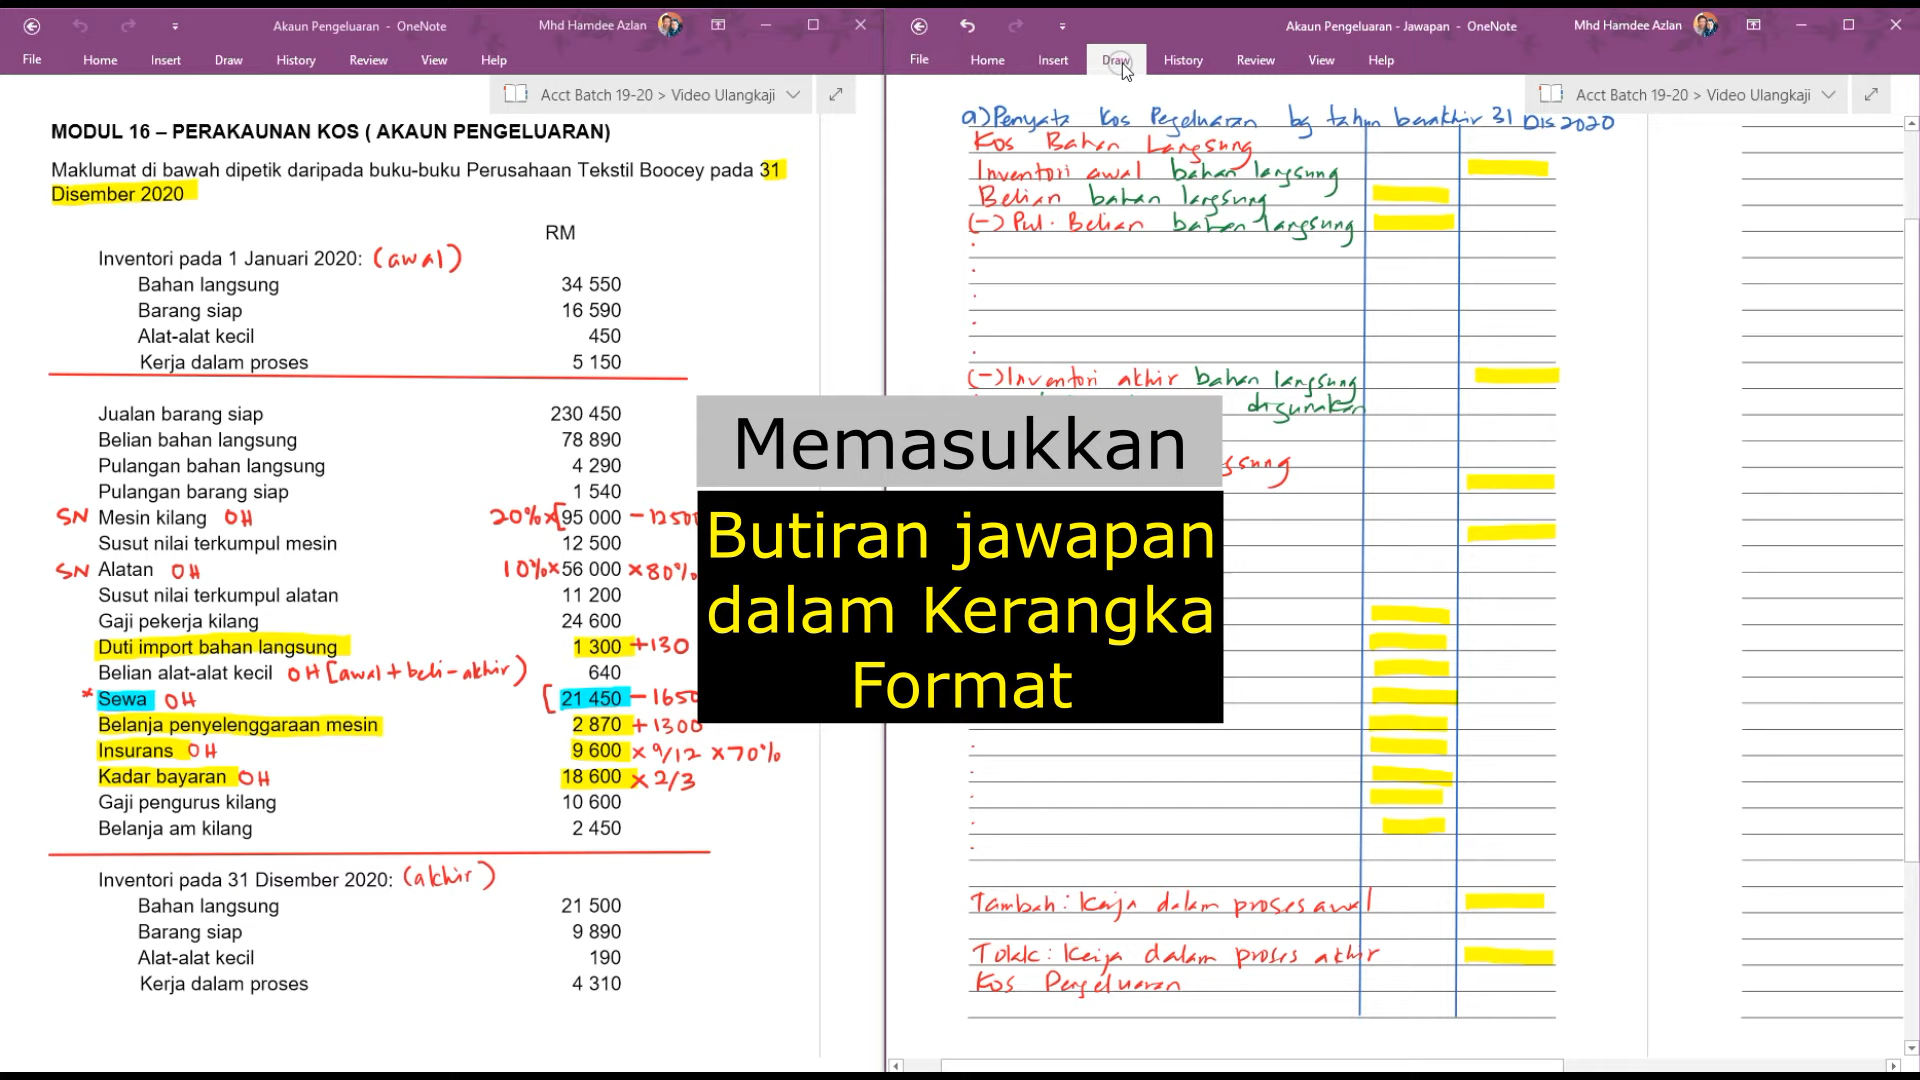 Akaun Pengeluaran - OneNote
Mhd Hamdee Azlan
File Home Insert Draw History Review View Help
Acct Batch 19-20 > Video Ulangkaji
MODUL 16 – PERAKAUNAN KOS ( AKAUN PENGELUARAN)
Maklumat di bawah dipetik daripada buku-buku Perusahaan Tekstil Boocey pada 31
Disember 2020
RM
Inventori pada 1 Januari 2020: (awal)
Bahan langsung 34 550
Barang siap 16 590
Alat-alat kecil 450
Kerja dalam proses 5 150
Jualan barang siap 230 450
Belian bahan langsung 78 890
Pulangan bahan langsung 4 290
Pulangan barang siap 1 540
SN Mesin kilang OH 20% x [95 000 - 12500
Susut nilai terkumpul mesin 12 500
SN Alatan OH 10% x 56 000 x 80%
Susut nilai terkumpul alatan 11 200
Gaji pekerja kilang 24 600
Duti import bahan langsung 1 300 +130
Belian alat-alat kecil OH [awal + beli - akhir) 640
* Sewa OH [ 21 450 - 1650
Belanja penyelenggaraan mesin 2 870 +1300
Insurans OH 9 600 x 9/12 x 70%
Kadar bayaran OH 18 600 x 2/3
Gaji pengurus kilang 10 600
Belanja am kilang 2 450
Inventori pada 31 Disember 2020: (akhir)
Bahan langsung 21 500
Barang siap 9 890
Alat-alat kecil 190
Kerja dalam proses 4 310
Memasukkan
Butiran jawapan
dalam Kerangka
Format
Akaun Pengeluaran - Jawapan - OneNote
Mhd Hamdee Azlan
File Home Insert Draw History Review View Help
Acct Batch 19-20 > Video Ulangkaji
a) Penyata Kos Pegeluaran bg tahun berakhir 31 Dis 2020
Kos Bahan Langsung
Inventori awal bahan langsung
Belian bahan langsung
(-) Pul. Belian bahan langsung
(-) Inventori akhir bahan langsung
digunakan
Tambah: Kerja dalam proses awal
Tolak: Kerja dalam proses akhir
Kos Pengeluaran